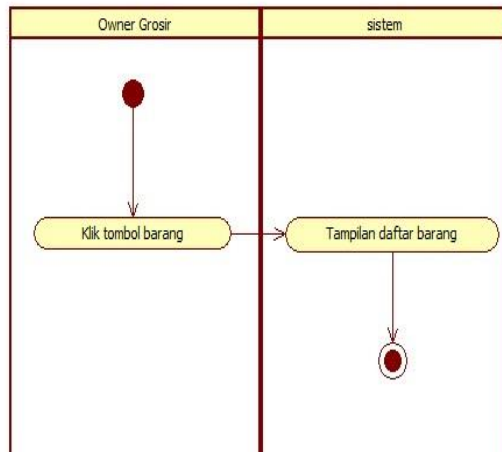 Owner Grosir
sistem
Klik tombol barang
Tampilan daftar barang